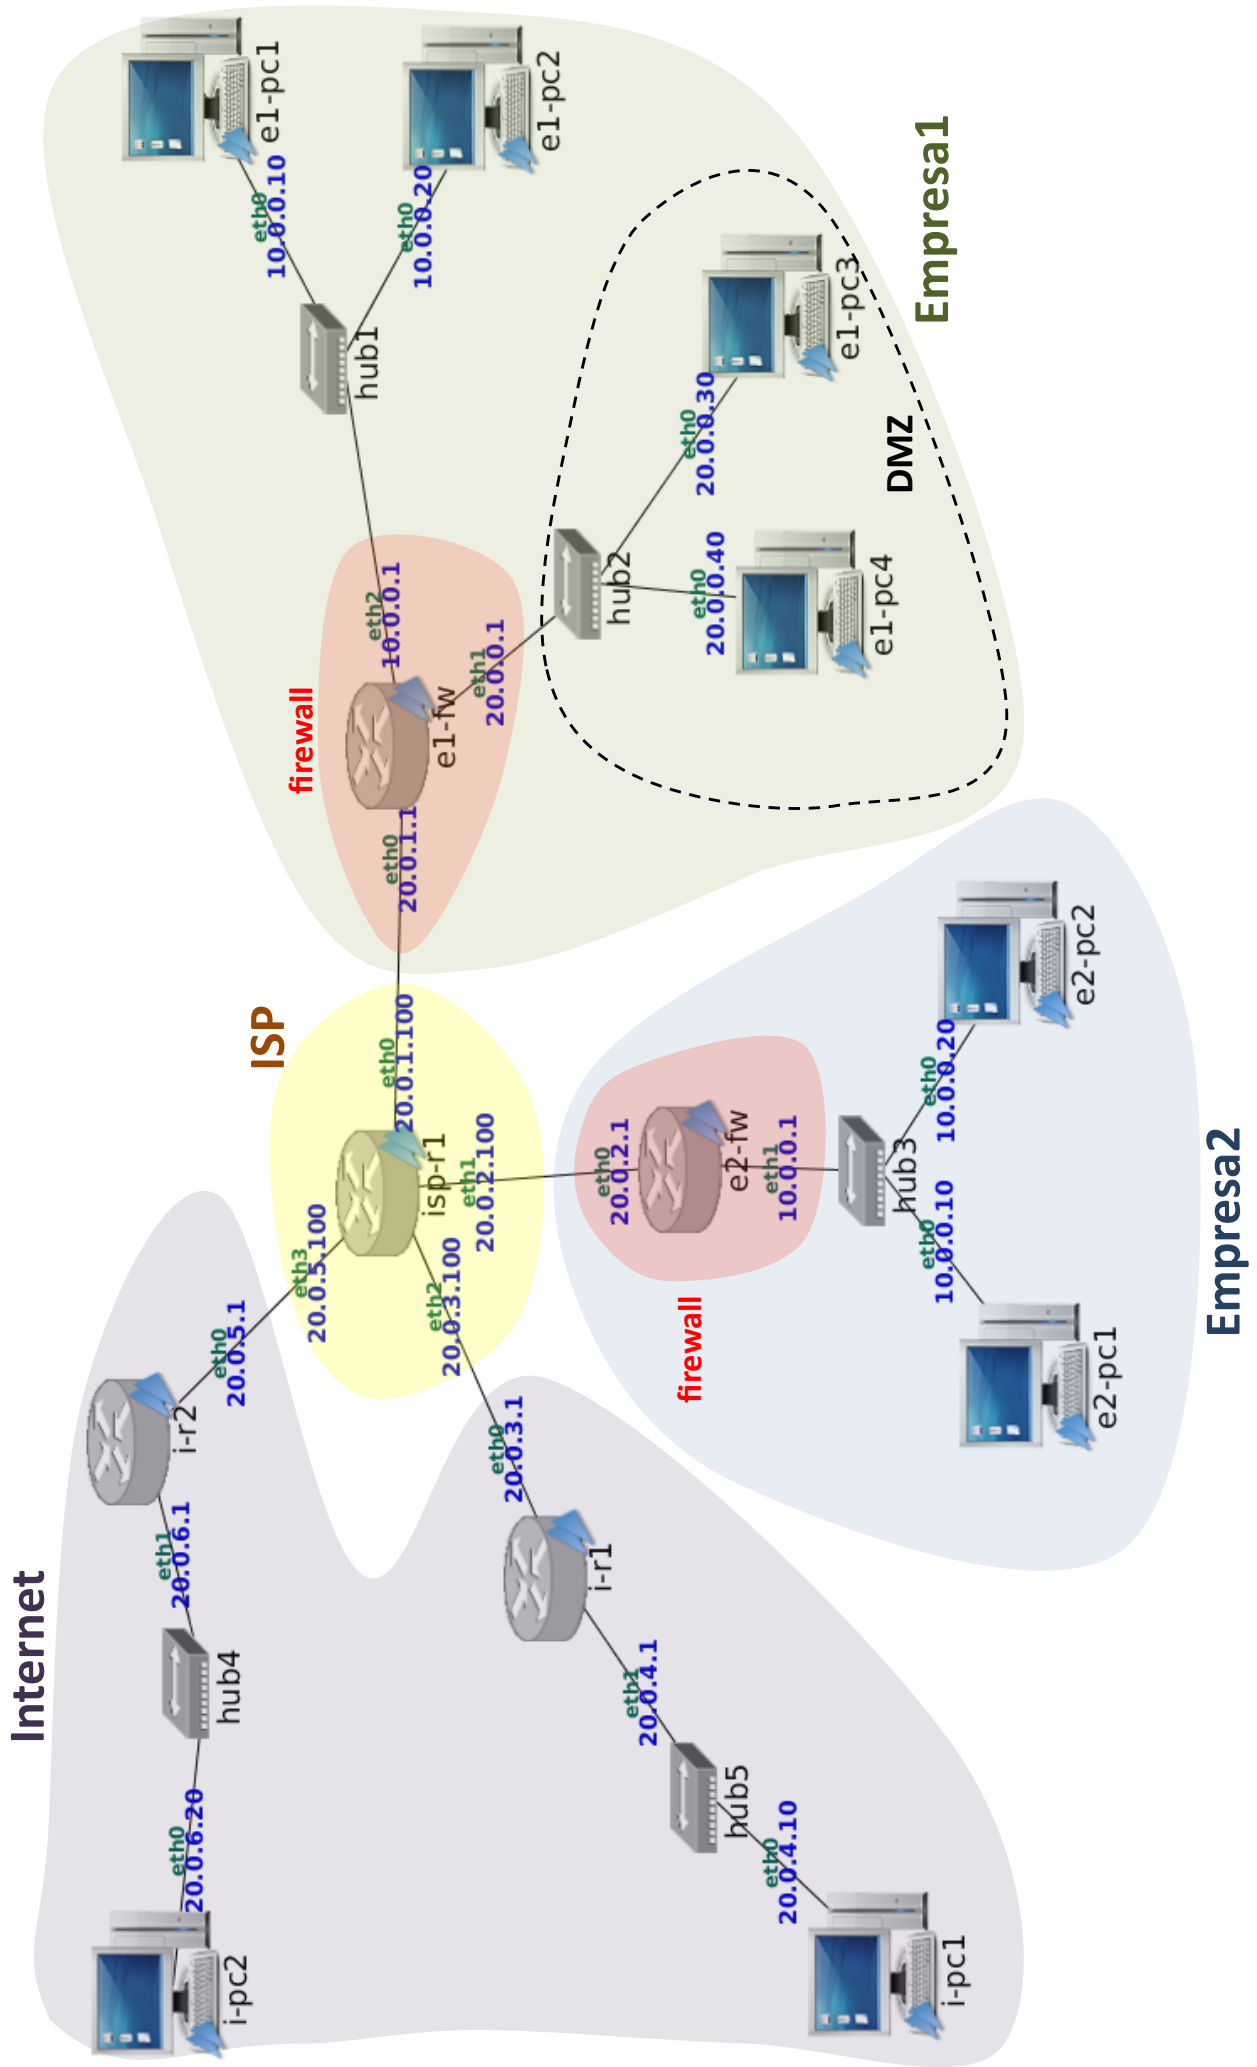 Internet
i-pc2
eth0
20.0.6.20
hub4
eth1
20.0.6.1
i-r2
eth0
20.0.5.1
i-pc1
eth0
20.0.4.10
hub5
eth1
20.0.4.1
i-r1
eth0
20.0.3.1
ISP
eth3
20.0.5.100
eth2
20.0.3.100
isp-r1
eth1
20.0.2.100
eth0
20.0.1.100
firewall
eth0
20.0.2.1
e2-fw
eth1
10.0.0.1
hub3
eth0
10.0.0.10
e2-pc1
eth0
10.0.0.20
e2-pc2
Empresa2
firewall
eth0
20.0.1.1
e1-fw
eth2
10.0.0.1
eth1
20.0.0.1
hub1
eth0
10.0.0.10
e1-pc1
eth0
10.0.0.20
e1-pc2
hub2
eth0
20.0.0.40
e1-pc4
eth0
20.0.0.30
e1-pc3
DMZ
Empresa1